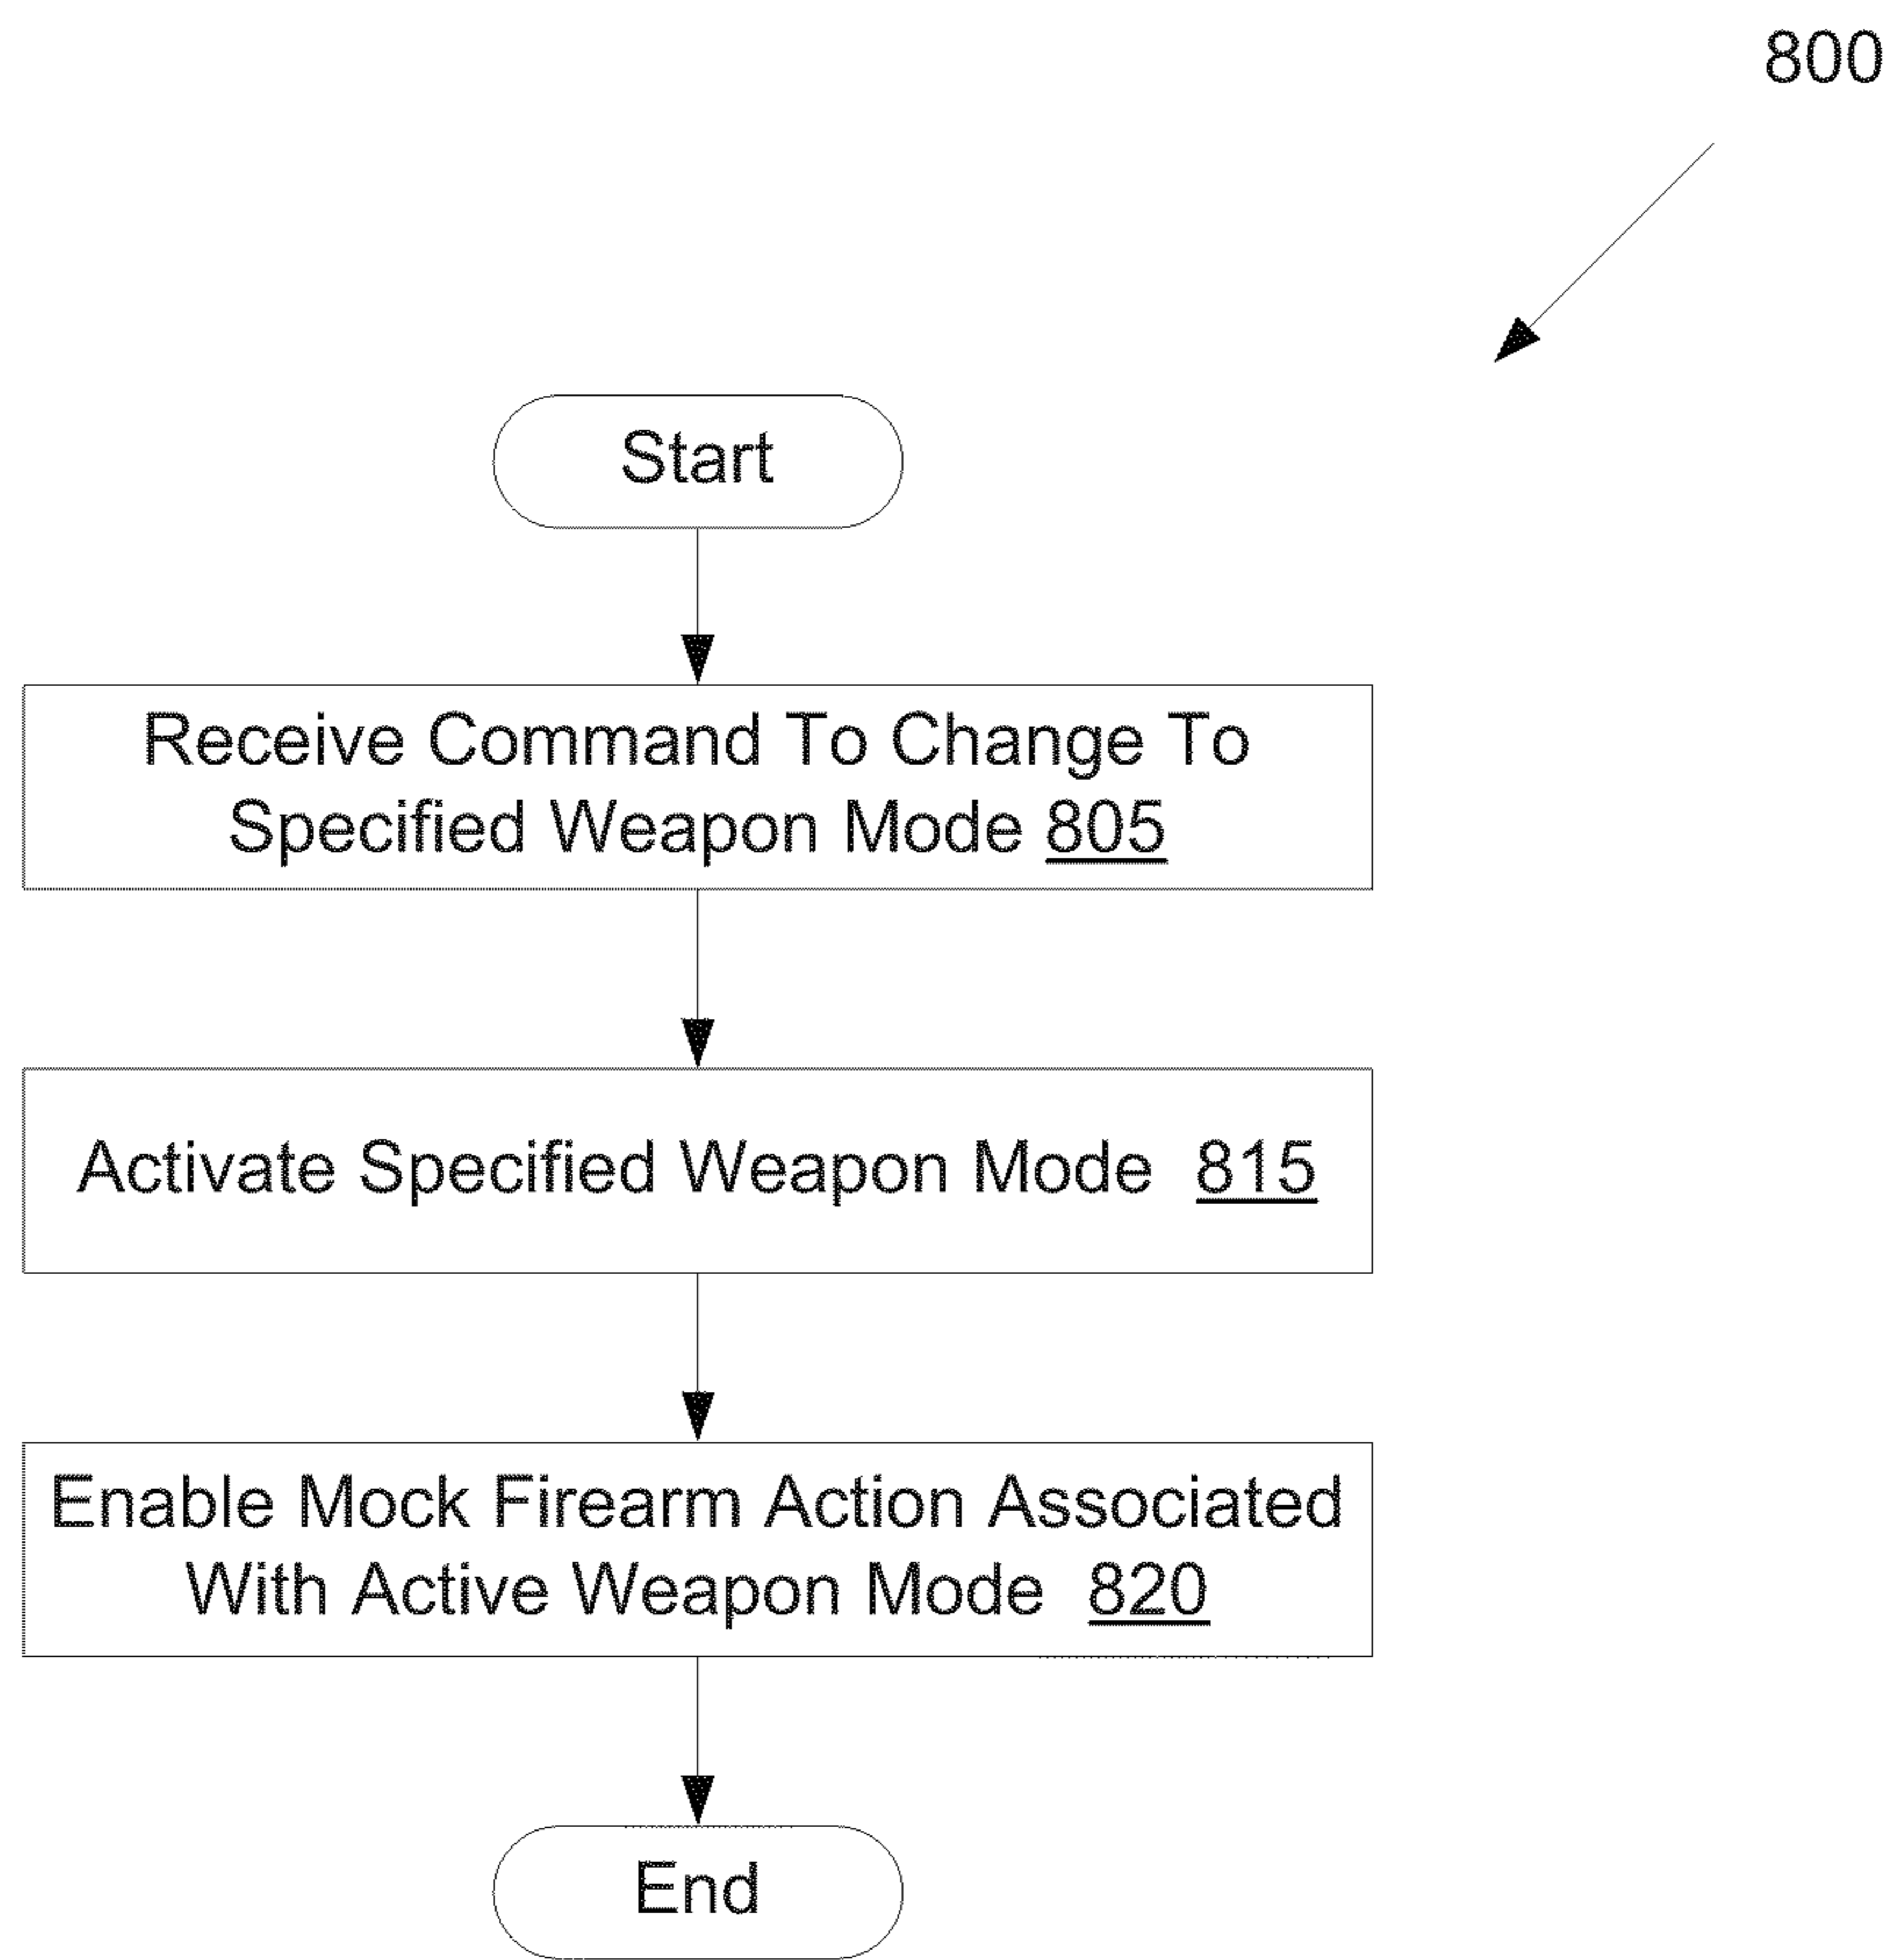 800
Start
Receive Command To Change To
Specified Weapon Mode 805
Activate Specified Weapon Mode 815
Enable Mock Firearm Action Associated
With Active Weapon Mode 820
End